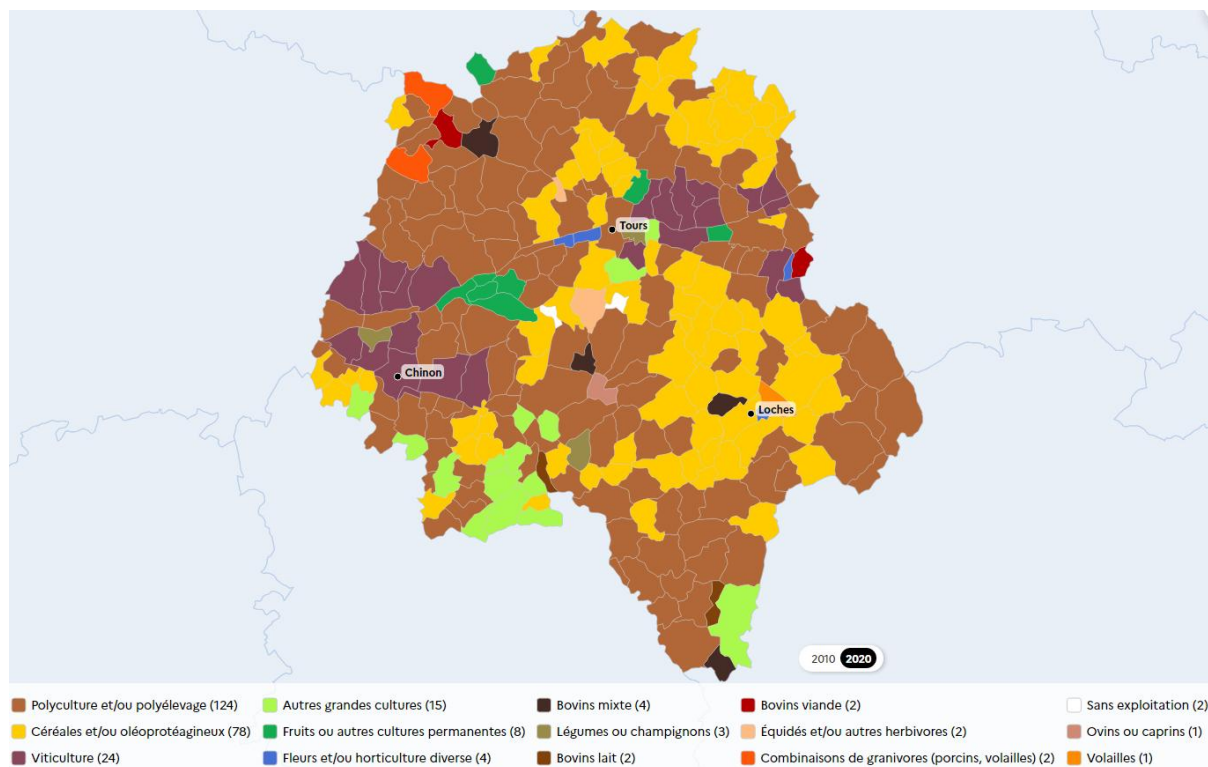 Tours
Chinon
Loches
2010 2020
Polyculture et/ou polyélevage (124)
Autres grandes cultures (15)
Bovins mixte (4)
Bovins viande (2)
Sans exploitation (2)
Céréales et/ou oléoprotéagineux (78)
Fruits ou autres cultures permanentes (8)
Légumes ou champignons (3)
Équidés et/ou autres herbivores (2)
Ovins ou caprins (1)
Viticulture (24)
Fleurs et/ou horticulture diverse (4)
Bovins lait (2)
Combinaisons de granivores (porcins, volailles) (2)
Volailles (1)